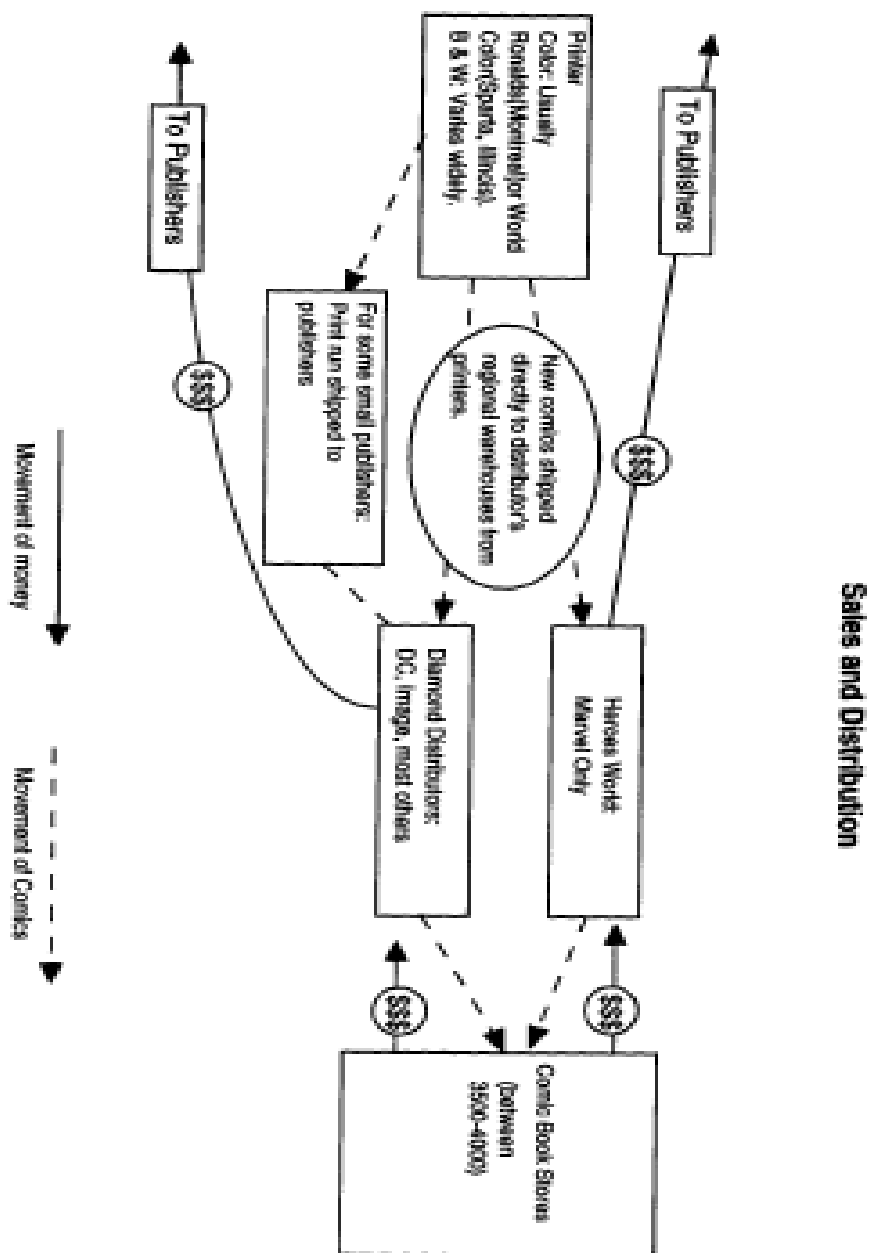 Sales and Distribution
To Publishers
$$$
$$$
Printer
Color: Usually
Ronalds(Montreal)or World
Color(Sparta, Illinois).
B & W: Varies widely.
New comics shipped
directly to distributor's
regional warehouses from
printers.
Heroes World:
Marvel Only
Comic Book Stores
(between
3500-4000)
For some small publishers:
Print run shipped to
publishers
Diamond Distributors:
DC, Image, most others
$$$
To Publishers
$$$
Movement of money
Movement of Comics